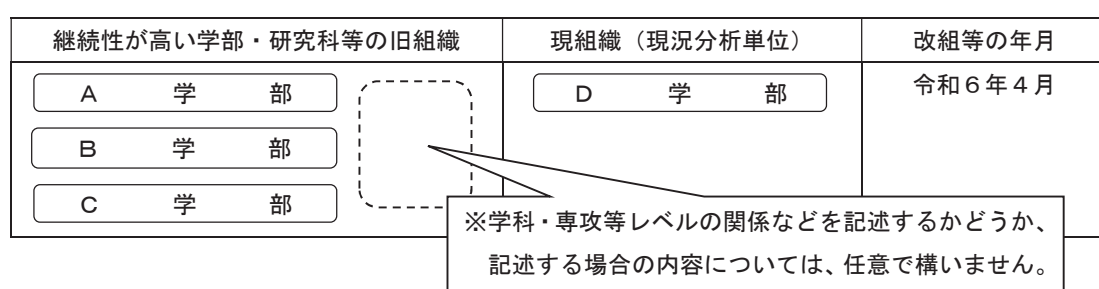 継続性が高い学部・研究科等の旧組織 現組織（現況分析単位） 改組等の年月
A 学 部 D 学 部 令和６年４月
B 学 部
C 学 部
※学科・専攻等レベルの関係などを記述するかどうか、
記述する場合の内容については、任意で構いません。